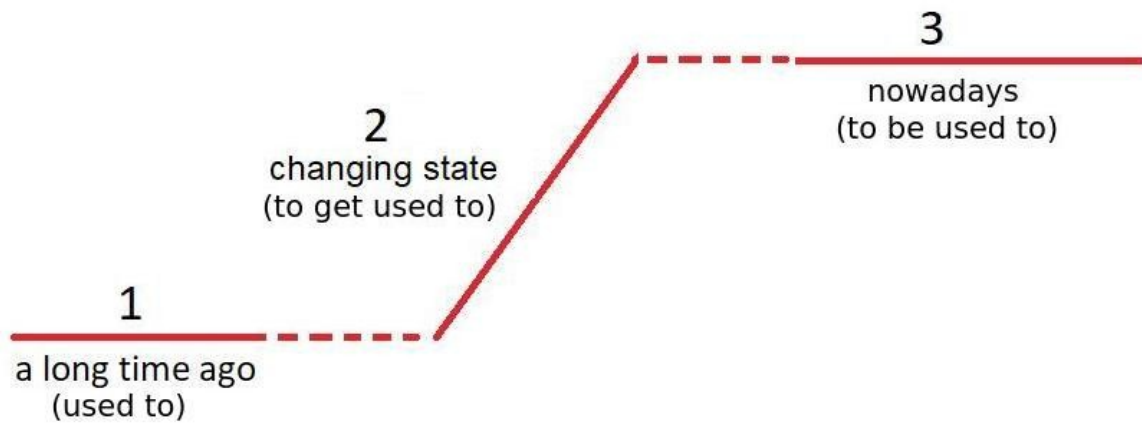 1
a long time ago
(used to)
2
changing state
(to get used to)
3
nowadays
(to be used to)